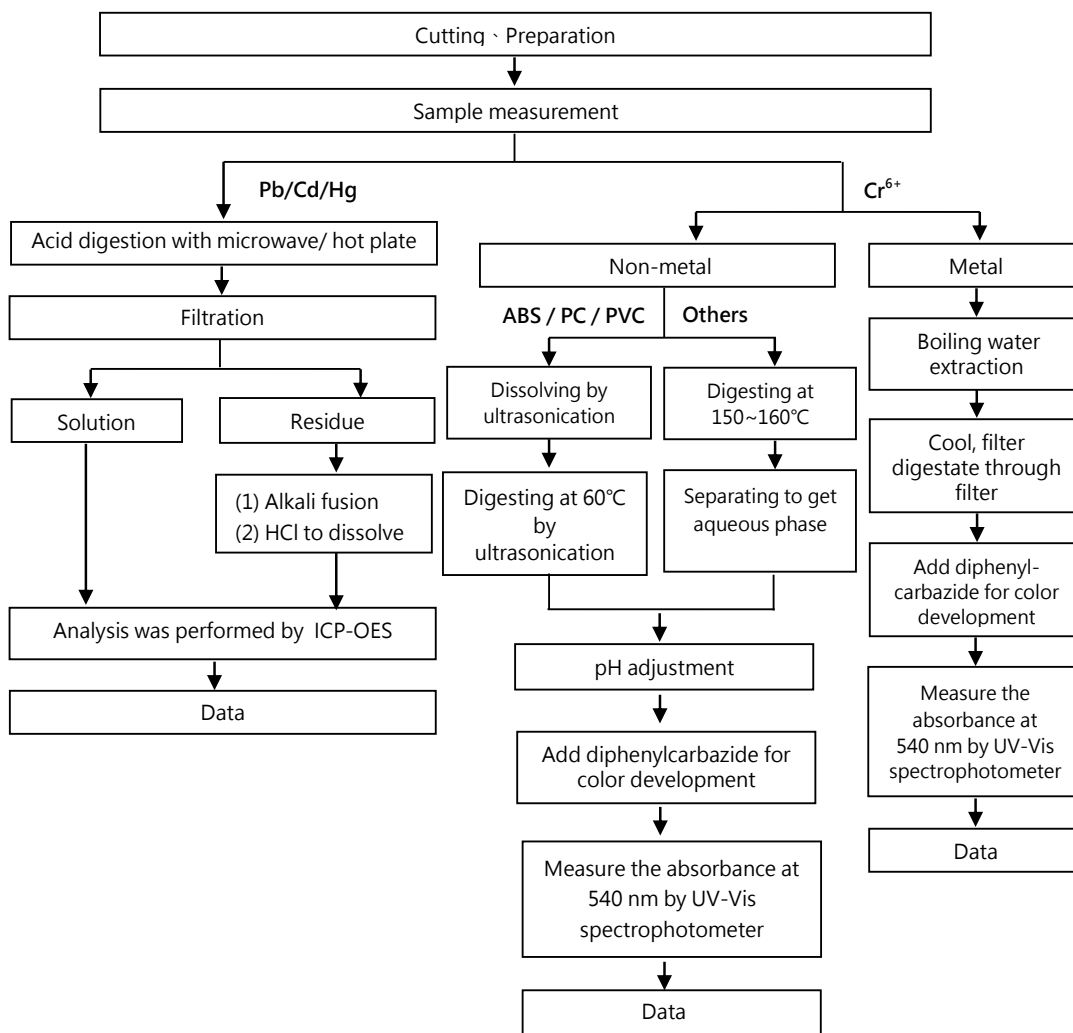 Cutting、Preparation
Sample measurement
Pb/Cd/Hg
Cr6+
Acid digestion with microwave/ hot plate
Filtration
Solution
Residue
(1) Alkali fusion
(2) HCl to dissolve
Analysis was performed by ICP-OES
Data
Non-metal
ABS / PC / PVC
Others
Dissolving by
ultrasonication
Digesting at
150~160℃
Digesting at 60℃
by
ultrasonication
Separating to get
aqueous phase
pH adjustment
Add diphenylcarbazide for
color development
Measure the absorbance at
540 nm by UV-Vis
spectrophotometer
Data
Metal
Boiling water
extraction
Cool, filter
digestate through
filter
Add diphenyl-
carbazide for color
development
Measure the
absorbance at
540 nm by UV-Vis
spectrophotometer
Data